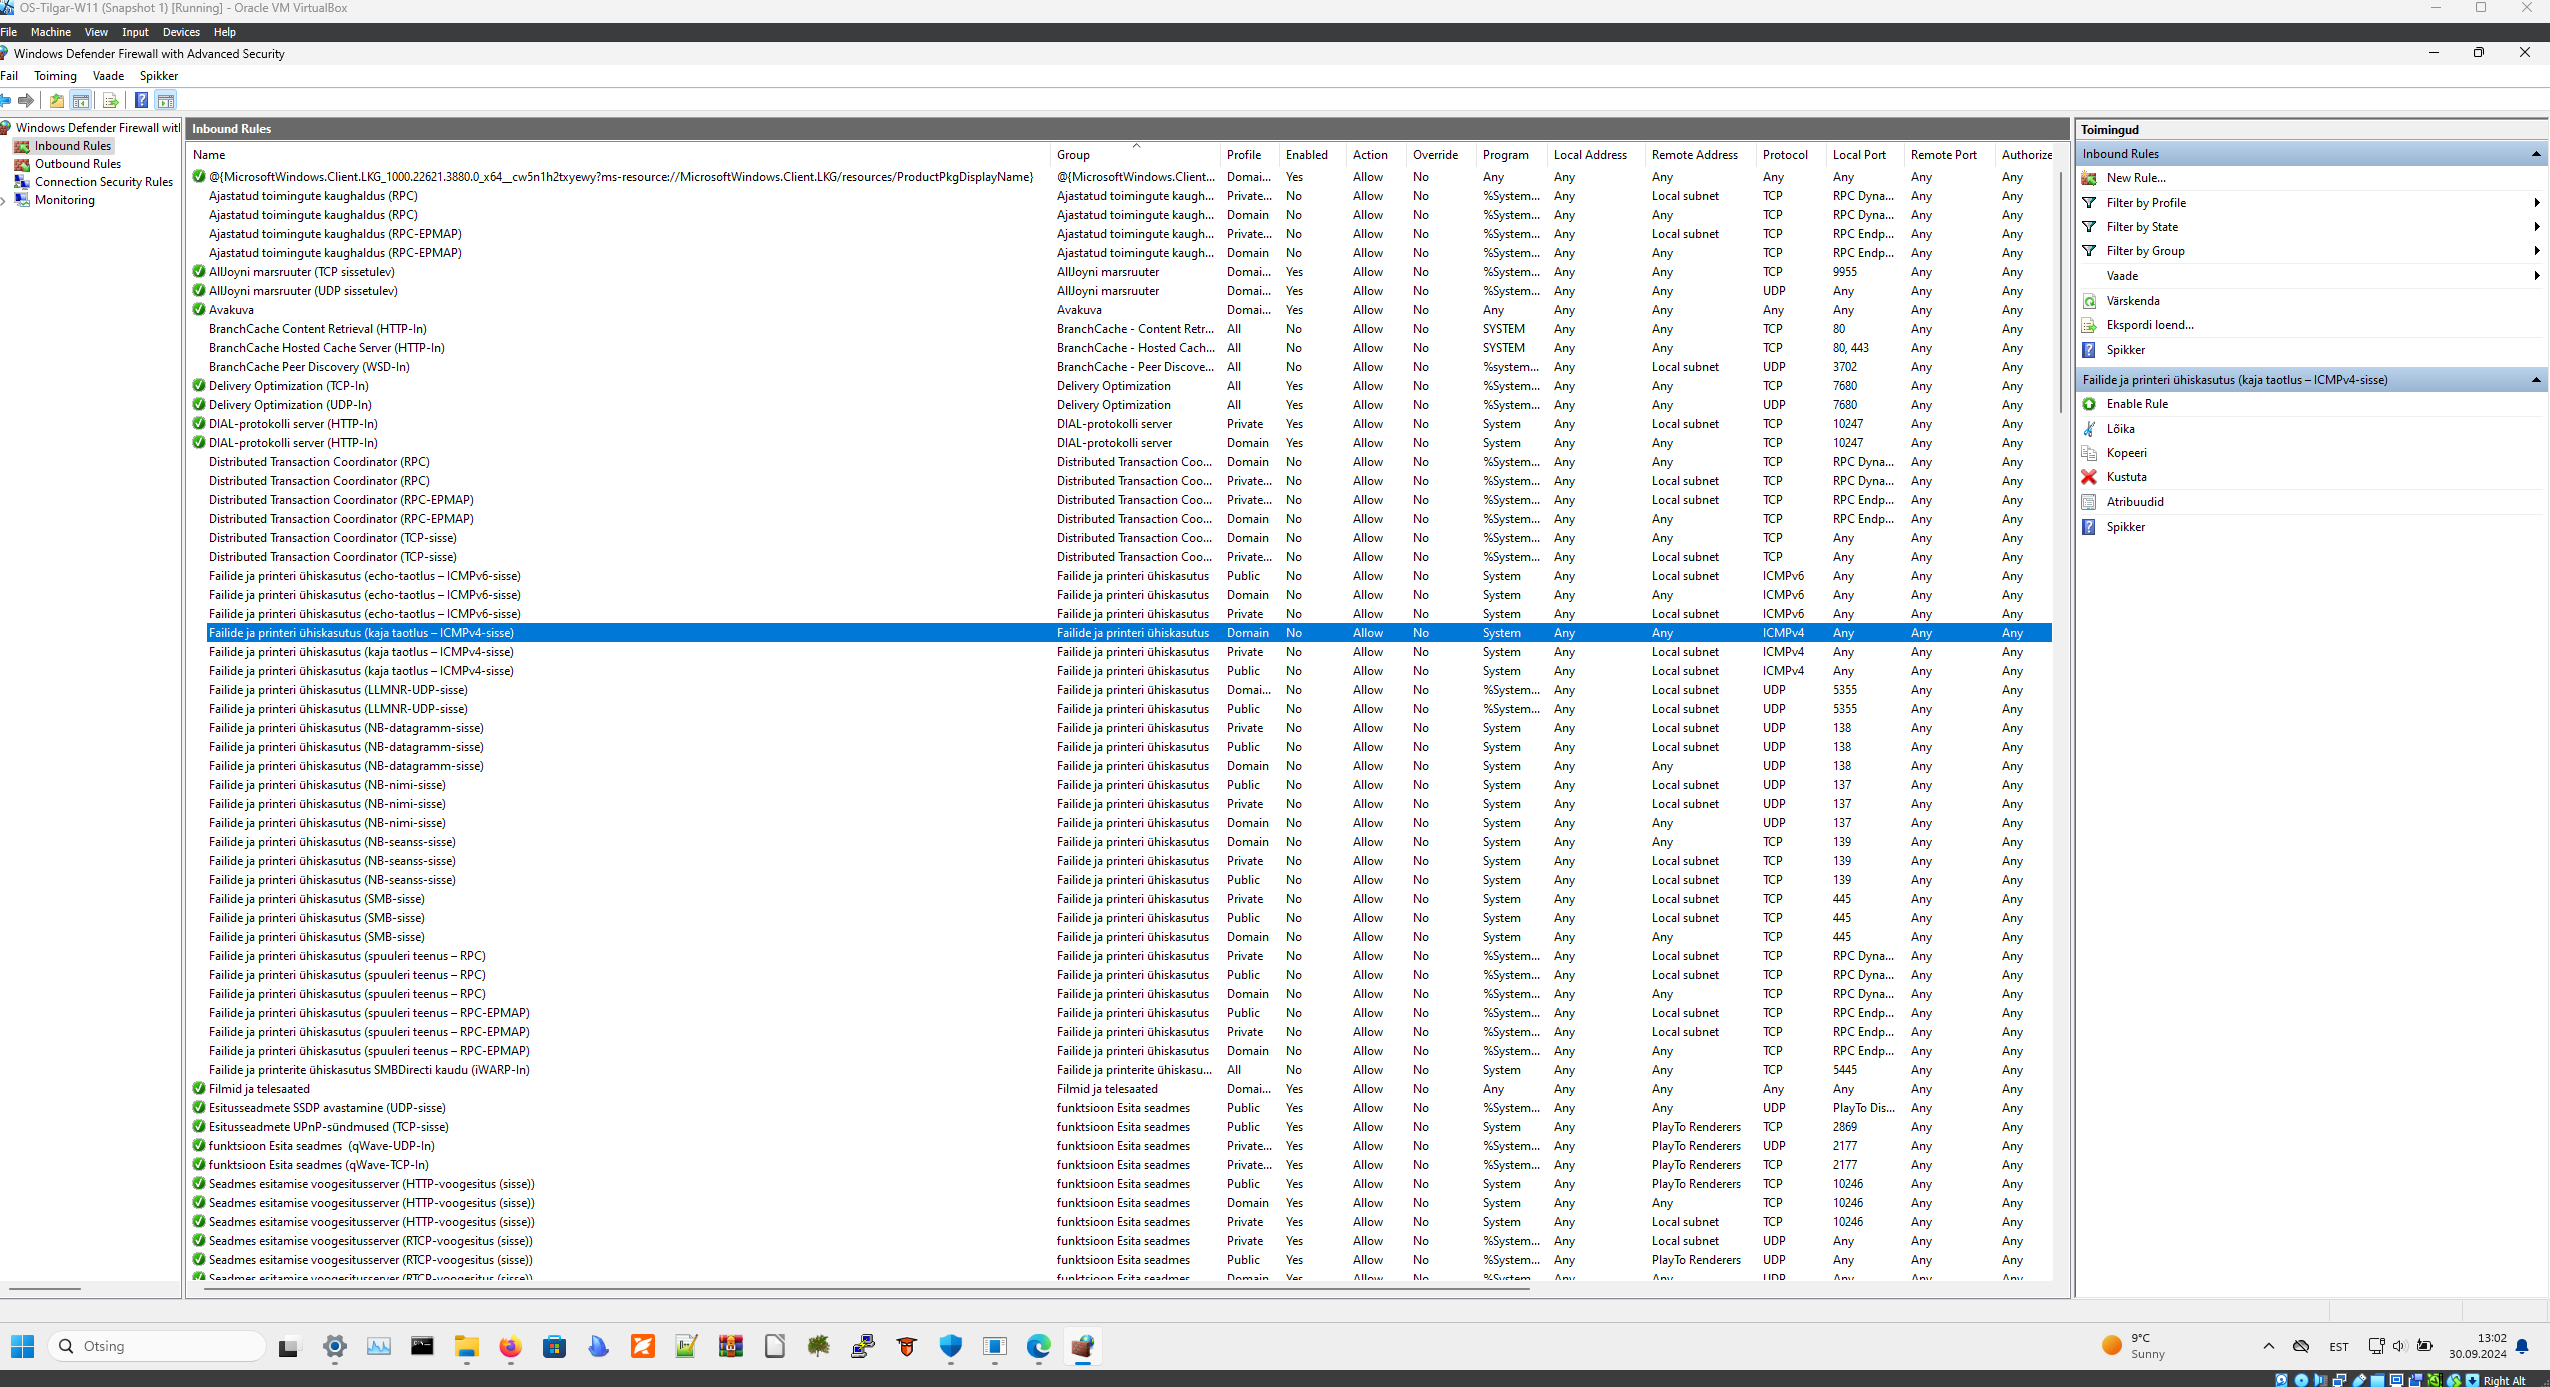 OS-Tilgar-W11 (Snapshot 1) [Running] - Oracle VM VirtualBox
File Machine View Input Devices Help
Windows Defender Firewall with Advanced Security
Fail Toiming Vaade Spikker
Windows Defender Firewall wit
Inbound Rules
Outbound Rules
Connection Security Rules
Monitoring
Inbound Rules
Name Group Profile Enabled Action Override Program Local Address Remote Address Protocol Local Port Remote Port Authorize
@{MicrosoftWindows.Client.LKG_1000.22621.3880.0_x64__cw5n1h2txyewy?ms-resource://MicrosoftWindows.Client.LKG/resources/ProductPkgDisplayName} @{MicrosoftWindows.Client... Domai... Yes Allow No Any Any Any Any Any Any Any
Ajastatud toimingute kaughaldus (RPC) Ajastatud toimingute kaugh... Private... No Allow No %System... Any Local subnet TCP RPC Dyna... Any Any
Ajastatud toimingute kaughaldus (RPC) Ajastatud toimingute kaugh... Domain No Allow No %System... Any Any TCP RPC Dyna... Any Any
Ajastatud toimingute kaughaldus (RPC-EPMAP) Ajastatud toimingute kaugh... Private... No Allow No %System... Any Local subnet TCP RPC Endp... Any Any
Ajastatud toimingute kaughaldus (RPC-EPMAP) Ajastatud toimingute kaugh... Domain No Allow No %System... Any Any TCP RPC Endp... Any Any
AllJoyni marsruuter (TCP sissetulev) AllJoyni marsruuter Domai... Yes Allow No %System... Any Any TCP 9955 Any Any
AllJoyni marsruuter (UDP sissetulev) AllJoyni marsruuter Domai... Yes Allow No %System... Any Any UDP Any Any Any
Avakuva Avakuva Domai... Yes Allow No Any Any Any Any Any Any Any
BranchCache Content Retrieval (HTTP-In) BranchCache - Content Retr... All No Allow No SYSTEM Any Any TCP 80 Any Any
BranchCache Hosted Cache Server (HTTP-In) BranchCache - Hosted Cach... All No Allow No SYSTEM Any Any TCP 80, 443 Any Any
BranchCache Peer Discovery (WSD-In) BranchCache - Peer Discove... All No Allow No %system... Any Local subnet UDP 3702 Any Any
Delivery Optimization (TCP-In) Delivery Optimization All Yes Allow No %System... Any Any TCP 7680 Any Any
Delivery Optimization (UDP-In) Delivery Optimization All Yes Allow No %System... Any Any UDP 7680 Any Any
DIAL-protokolli server (HTTP-In) DIAL-protokolli server Private Yes Allow No System Any Local subnet TCP 10247 Any Any
DIAL-protokolli server (HTTP-In) DIAL-protokolli server Domain Yes Allow No System Any Any TCP 10247 Any Any
Distributed Transaction Coordinator (RPC) Distributed Transaction Coo... Domain No Allow No %System... Any Any TCP RPC Dyna... Any Any
Distributed Transaction Coordinator (RPC) Distributed Transaction Coo... Private... No Allow No %System... Any Local subnet TCP RPC Dyna... Any Any
Distributed Transaction Coordinator (RPC-EPMAP) Distributed Transaction Coo... Private... No Allow No %System... Any Local subnet TCP RPC Endp... Any Any
Distributed Transaction Coordinator (RPC-EPMAP) Distributed Transaction Coo... Domain No Allow No %System... Any Any TCP RPC Endp... Any Any
Distributed Transaction Coordinator (TCP-sisse) Distributed Transaction Coo... Domain No Allow No %System... Any Any TCP Any Any Any
Distributed Transaction Coordinator (TCP-sisse) Distributed Transaction Coo... Private... No Allow No %System... Any Local subnet TCP Any Any Any
Failide ja printeri ühiskasutus (echo-taotlus – ICMPv6-sisse) Failide ja printeri ühiskasutus Public No Allow No System Any Local subnet ICMPv6 Any Any Any
Failide ja printeri ühiskasutus (echo-taotlus – ICMPv6-sisse) Failide ja printeri ühiskasutus Domain No Allow No System Any Any ICMPv6 Any Any Any
Failide ja printeri ühiskasutus (echo-taotlus – ICMPv6-sisse) Failide ja printeri ühiskasutus Private No Allow No System Any Local subnet ICMPv6 Any Any Any
Failide ja printeri ühiskasutus (kaja taotlus – ICMPv4-sisse) Failide ja printeri ühiskasutus Domain No Allow No System Any Any ICMPv4 Any Any Any
Failide ja printeri ühiskasutus (kaja taotlus – ICMPv4-sisse) Failide ja printeri ühiskasutus Private No Allow No System Any Local subnet ICMPv4 Any Any Any
Failide ja printeri ühiskasutus (kaja taotlus – ICMPv4-sisse) Failide ja printeri ühiskasutus Public No Allow No System Any Local subnet ICMPv4 Any Any Any
Failide ja printeri ühiskasutus (LLMNR-UDP-sisse) Failide ja printeri ühiskasutus Domai... No Allow No %System... Any Local subnet UDP 5355 Any Any
Failide ja printeri ühiskasutus (LLMNR-UDP-sisse) Failide ja printeri ühiskasutus Public No Allow No %System... Any Local subnet UDP 5355 Any Any
Failide ja printeri ühiskasutus (NB-datagramm-sisse) Failide ja printeri ühiskasutus Private No Allow No System Any Local subnet UDP 138 Any Any
Failide ja printeri ühiskasutus (NB-datagramm-sisse) Failide ja printeri ühiskasutus Public No Allow No System Any Local subnet UDP 138 Any Any
Failide ja printeri ühiskasutus (NB-datagramm-sisse) Failide ja printeri ühiskasutus Domain No Allow No System Any Any UDP 138 Any Any
Failide ja printeri ühiskasutus (NB-nimi-sisse) Failide ja printeri ühiskasutus Public No Allow No System Any Local subnet UDP 137 Any Any
Failide ja printeri ühiskasutus (NB-nimi-sisse) Failide ja printeri ühiskasutus Private No Allow No System Any Local subnet UDP 137 Any Any
Failide ja printeri ühiskasutus (NB-nimi-sisse) Failide ja printeri ühiskasutus Domain No Allow No System Any Any UDP 137 Any Any
Failide ja printeri ühiskasutus (NB-seanss-sisse) Failide ja printeri ühiskasutus Domain No Allow No System Any Any TCP 139 Any Any
Failide ja printeri ühiskasutus (NB-seanss-sisse) Failide ja printeri ühiskasutus Private No Allow No System Any Local subnet TCP 139 Any Any
Failide ja printeri ühiskasutus (NB-seanss-sisse) Failide ja printeri ühiskasutus Public No Allow No System Any Local subnet TCP 139 Any Any
Failide ja printeri ühiskasutus (SMB-sisse) Failide ja printeri ühiskasutus Private No Allow No System Any Local subnet TCP 445 Any Any
Failide ja printeri ühiskasutus (SMB-sisse) Failide ja printeri ühiskasutus Public No Allow No System Any Local subnet TCP 445 Any Any
Failide ja printeri ühiskasutus (SMB-sisse) Failide ja printeri ühiskasutus Domain No Allow No System Any Any TCP 445 Any Any
Failide ja printeri ühiskasutus (spuuleri teenus – RPC) Failide ja printeri ühiskasutus Private No Allow No %System... Any Local subnet TCP RPC Dyna... Any Any
Failide ja printeri ühiskasutus (spuuleri teenus – RPC) Failide ja printeri ühiskasutus Public No Allow No %System... Any Local subnet TCP RPC Dyna... Any Any
Failide ja printeri ühiskasutus (spuuleri teenus – RPC) Failide ja printeri ühiskasutus Domain No Allow No %System... Any Any TCP RPC Dyna... Any Any
Failide ja printeri ühiskasutus (spuuleri teenus – RPC-EPMAP) Failide ja printeri ühiskasutus Public No Allow No %System... Any Local subnet TCP RPC Endp... Any Any
Failide ja printeri ühiskasutus (spuuleri teenus – RPC-EPMAP) Failide ja printeri ühiskasutus Private No Allow No %System... Any Local subnet TCP RPC Endp... Any Any
Failide ja printeri ühiskasutus (spuuleri teenus – RPC-EPMAP) Failide ja printeri ühiskasutus Domain No Allow No %System... Any Any TCP RPC Endp... Any Any
Failide ja printerite ühiskasutus SMBDirecti kaudu (iWARP-In) Failide ja printerite ühiskasu... All No Allow No System Any Any TCP 5445 Any Any
Filmid ja telesaated Filmid ja telesaated Domai... Yes Allow No Any Any Any Any Any Any Any
Esitusseadmete SSDP avastamine (UDP-sisse) funktsioon Esita seadmes Public Yes Allow No %System... Any Any UDP PlayTo Dis... Any Any
Esitusseadmete UPnP-sündmused (TCP-sisse) funktsioon Esita seadmes Public Yes Allow No System Any PlayTo Renderers TCP 2869 Any Any
funktsioon Esita seadmes (qWave-UDP-In) funktsioon Esita seadmes Private... Yes Allow No %System... Any PlayTo Renderers UDP 2177 Any Any
funktsioon Esita seadmes (qWave-TCP-In) funktsioon Esita seadmes Private... Yes Allow No %System... Any PlayTo Renderers TCP 2177 Any Any
Seadmes esitamise voogesitusserver (HTTP-voogesitus (sisse)) funktsioon Esita seadmes Public Yes Allow No System Any PlayTo Renderers TCP 10246 Any Any
Seadmes esitamise voogesitusserver (HTTP-voogesitus (sisse)) funktsioon Esita seadmes Domain Yes Allow No System Any Any TCP 10246 Any Any
Seadmes esitamise voogesitusserver (HTTP-voogesitus (sisse)) funktsioon Esita seadmes Private Yes Allow No System Any Local subnet TCP 10246 Any Any
Seadmes esitamise voogesitusserver (RTCP-voogesitus (sisse)) funktsioon Esita seadmes Private Yes Allow No %System... Any Local subnet UDP Any Any Any
Seadmes esitamise voogesitusserver (RTCP-voogesitus (sisse)) funktsioon Esita seadmes Public Yes Allow No %System... Any PlayTo Renderers UDP Any Any Any
Seadmes esitamise voogesitusserver (RTCP-voogesitus (sisse)) funktsioon Esita seadmes Domain Yes Allow No %System Any Any UDP Any Any Any
Toimingud
Inbound Rules
New Rule...
Filter by Profile
Filter by State
Filter by Group
Vaade
Värskenda
Ekspordi loend...
Spikker
Failide ja printeri ühiskasutus (kaja taotlus – ICMPv4-sisse)
Enable Rule
Lõika
Kopeeri
Kustuta
Atribuudid
Spikker
Otsing
9°C
Sunny
EST
13:02
30.09.2024
Right Alt